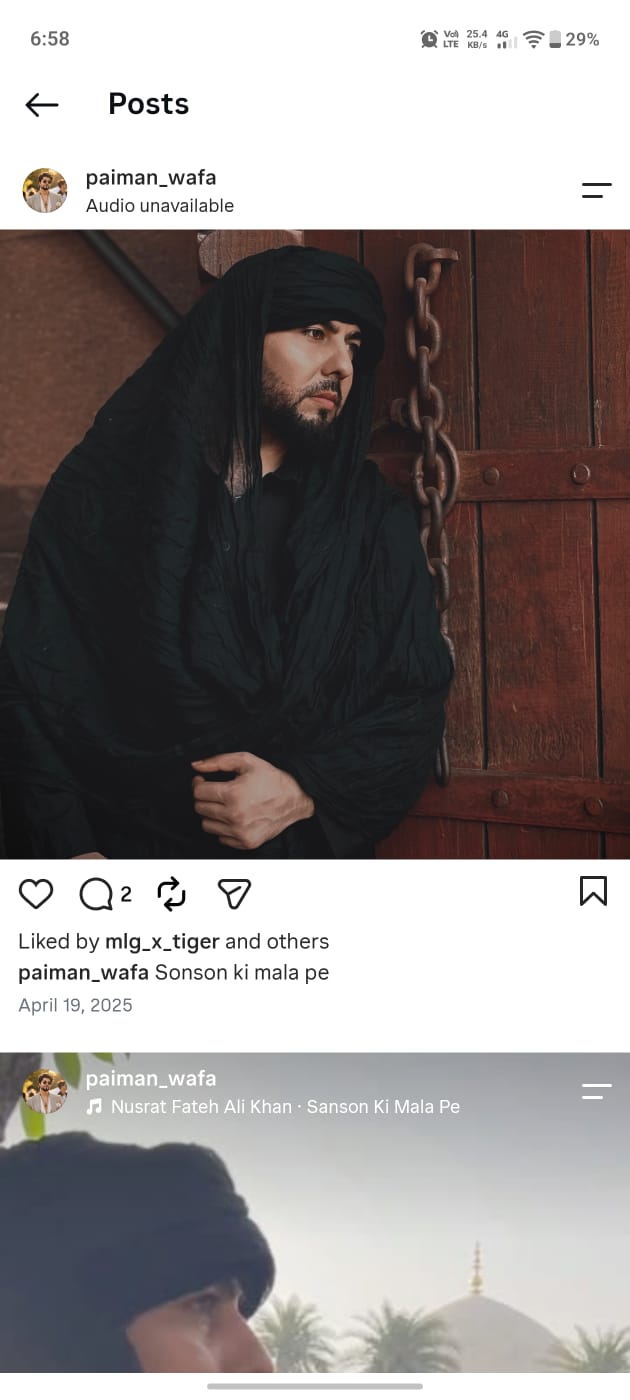 6:58
Vo) LTE 25.4 KB/s 4G 29%
Posts
paiman_wafa
Audio unavailable
2
Liked by mlg_x_tiger and others
paiman_wafa Sonson ki mala pe
April 19, 2025
paiman_wafa
Nusrat Fateh Ali Khan · Sanson Ki Mala Pe